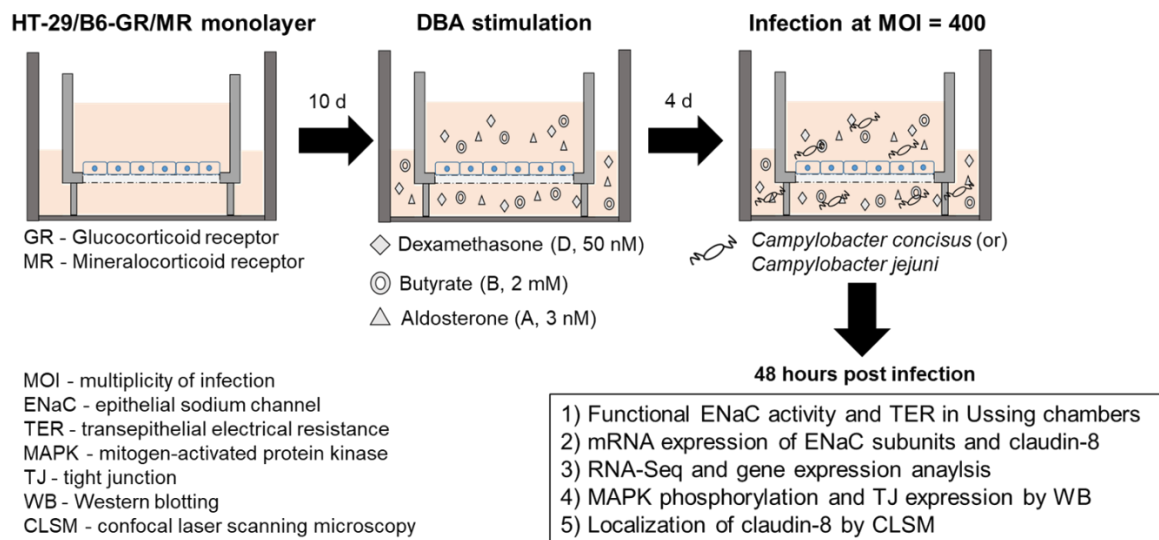 HT-29/B6-GR/MR monolayer
DBA stimulation
Infection at MOI = 400
10 d
4 d
GR - Glucocorticoid receptor
MR - Mineralocorticoid receptor
Dexamethasone (D, 50 nM)
Butyrate (B, 2 mM)
Aldosterone (A, 3 nM)
Campylobacter concisus (or)
Campylobacter jejuni
48 hours post infection
MOI - multiplicity of infection
ENaC - epithelial sodium channel
TER - transepithelial electrical resistance
MAPK - mitogen-activated protein kinase
TJ - tight junction
WB - Western blotting
CLSM - confocal laser scanning microscopy
1) Functional ENaC activity and TER in Ussing chambers
2) mRNA expression of ENaC subunits and claudin-8
3) RNA-Seq and gene expression anaylsis
4) MAPK phosphorylation and TJ expression by WB
5) Localization of claudin-8 by CLSM